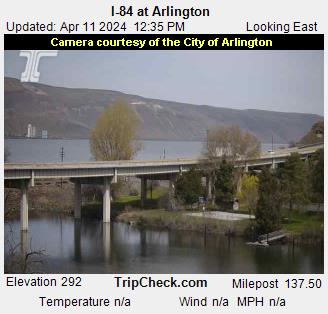 I-84 at Arlington
Updated: Apr 11 2024 12:35 PM Looking East
Camera courtesy of the City of Arlington
Elevation 292 TripCheck.com Milepost 137.50
Temperature n/a Wind n/a MPH n/a